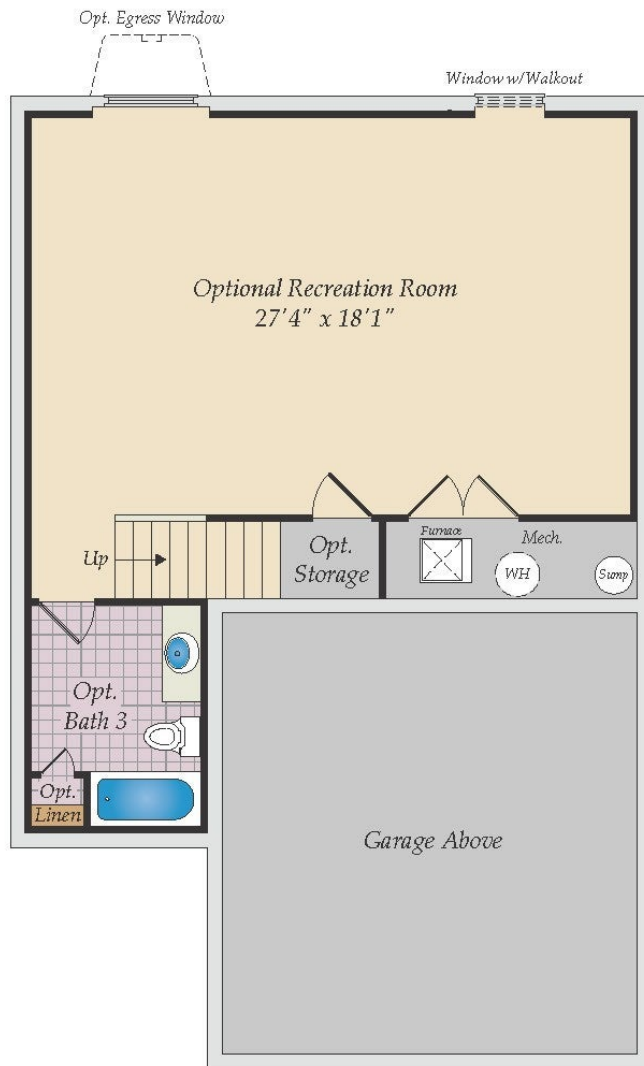 Opt. Egress Window
Window w/Walkout
Optional Recreation Room
27'4" x 18'1"
Up
Opt.
Storage
Furnace
Mech.
WH
Sump
Opt.
Bath 3
Opt.
Linen
Garage Above